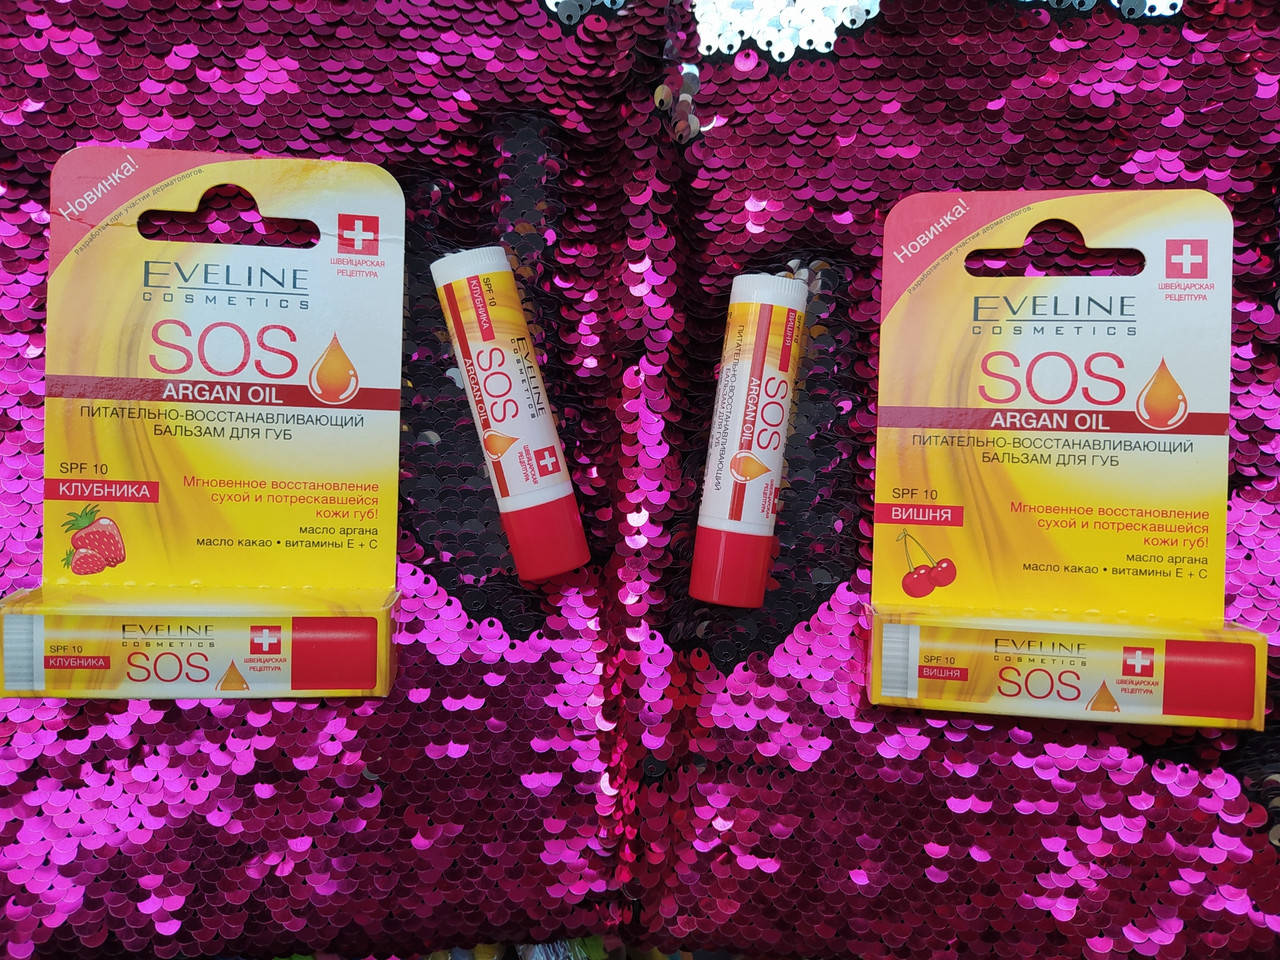 Новинка!
Разработан при участии дерматологов.
ШВЕЙЦАРСКАЯ
РЕЦЕПТУРА
EVELINE
COSMETICS
SOS
ARGAN OIL
ПИТАТЕЛЬНО-ВОССТАНАВЛИВАЮЩИЙ
БАЛЬЗАМ ДЛЯ ГУБ
SPF 10
КЛУБНИКА
Мгновенное восстановление
сухой и потрескавшейся
кожи губ!
масло аргана
масло какао • витамины E + C
EVELINE
COSMETICS
SPF 10
КЛУБНИКА
SOS
ШВЕЙЦАРСКАЯ
РЕЦЕПТУРА
SPF 10
КЛУБНИКА
EVELINE
COSMETICS
SOS
ARGAN OIL
ШВЕЙЦАРСКАЯ
РЕЦЕПТУРА
ВИШНЯ
SOS
ARGAN OIL
ПИТАТЕЛЬНО-ВОССТАНАВЛИВАЮЩИЙ
БАЛЬЗАМ ДЛЯ ГУБ
ШВЕЙЦАРСКАЯ
РЕЦЕПТУРА
Новинка!
Разработан при участии дерматологов.
ШВЕЙЦАРСКАЯ
РЕЦЕПТУРА
EVELINE
COSMETICS
SOS
ARGAN OIL
ПИТАТЕЛЬНО-ВОССТАНАВЛИВАЮЩИЙ
БАЛЬЗАМ ДЛЯ ГУБ
SPF 10
ВИШНЯ
Мгновенное восстановление
сухой и потрескавшейся
кожи губ!
масло аргана
масло какао • витамины E + C
EVELINE
COSMETICS
SPF 10
ВИШНЯ
SOS
ШВЕЙЦАРСКАЯ
РЕЦЕПТУРА